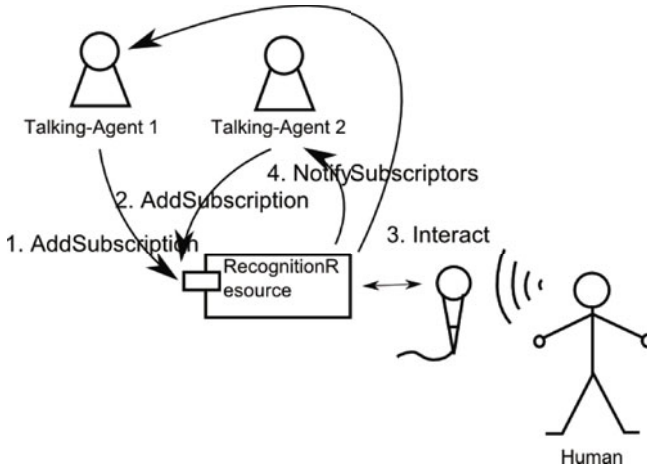 Talking-Agent 1
Talking-Agent 2
4. NotifySubscriptors
2. AddSubscription
1. AddSubscription
3. Interact
RecognitionR
esource
Human